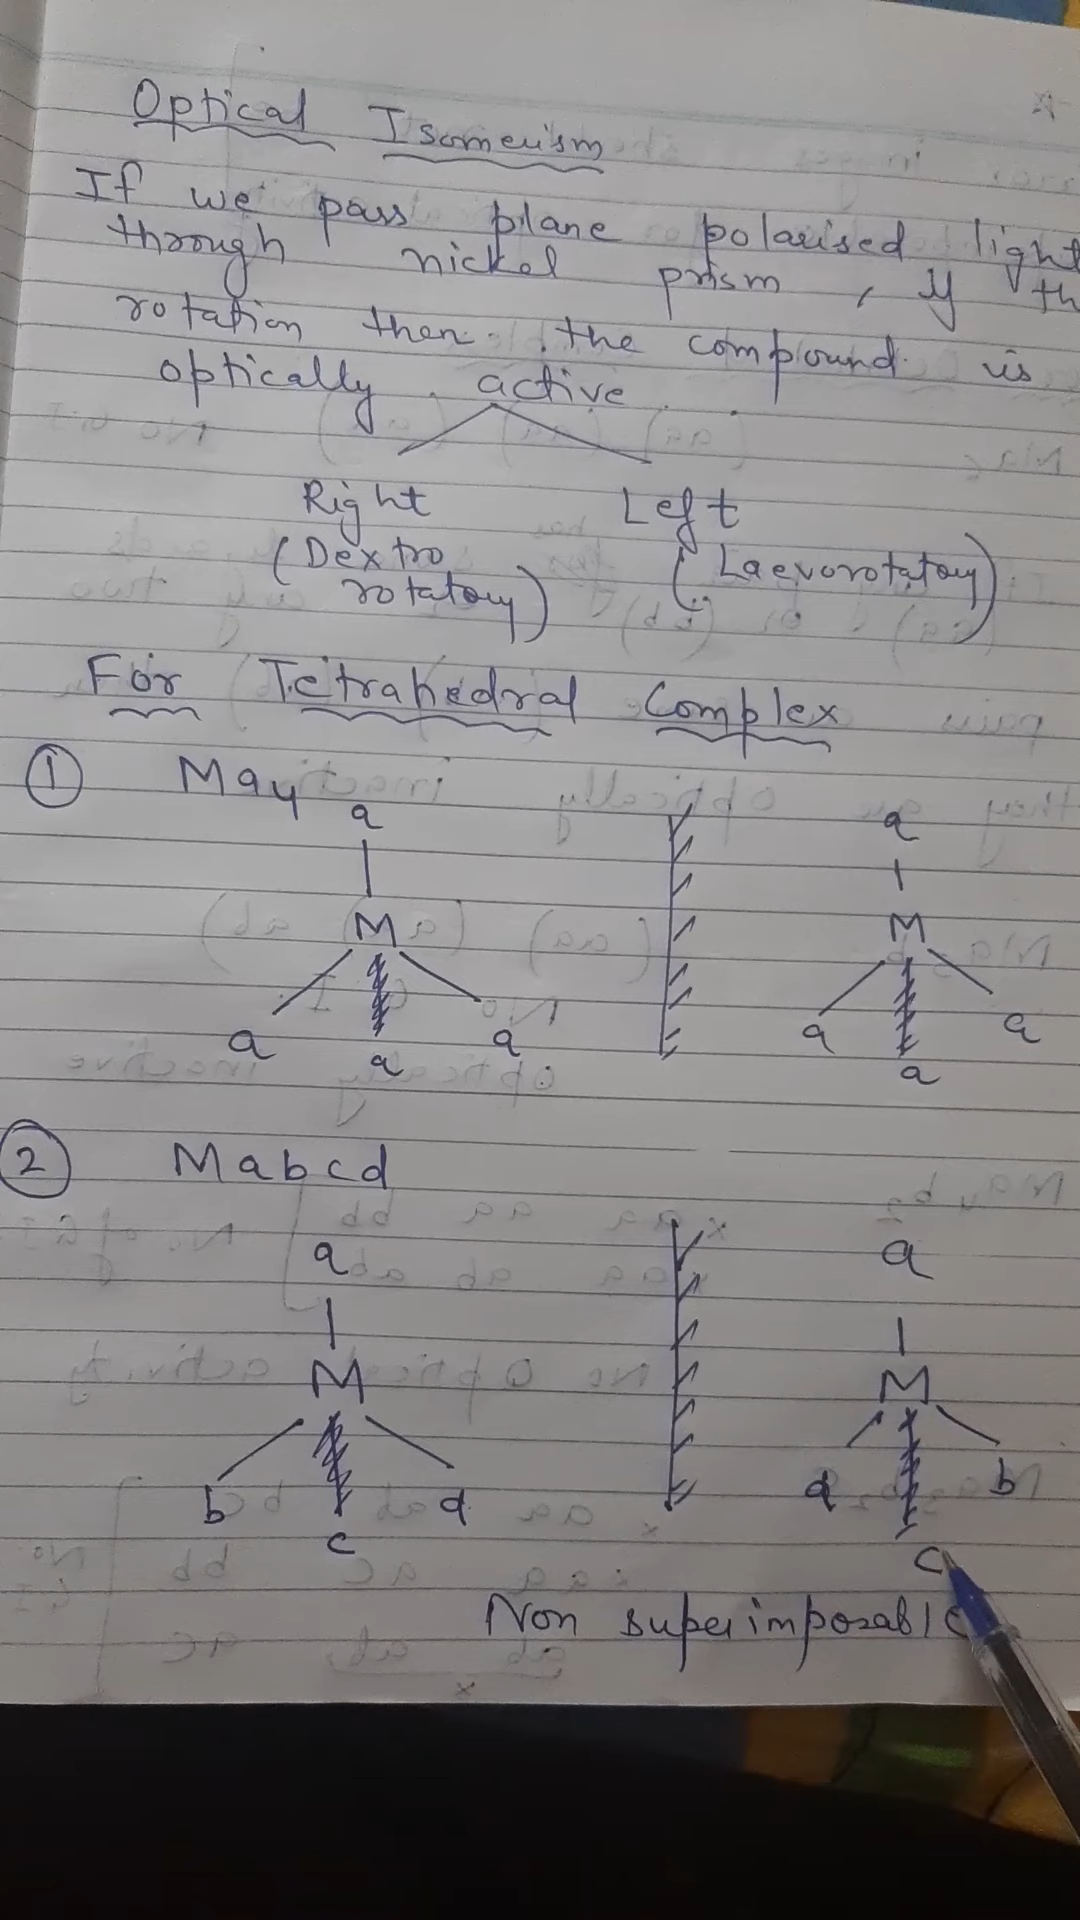 Optical Isomerism
If we pass plane polarised light
through nickel prism, if th
rotation then the compound is
optically active.
Right Left
(Dextro (Laevorotatory)
rotatory)
For Tetrahedral Complex
① Ma4
a a
M M
a a a a a a
② Mabcd
a a
M M
b c d d c b
Non superimposable